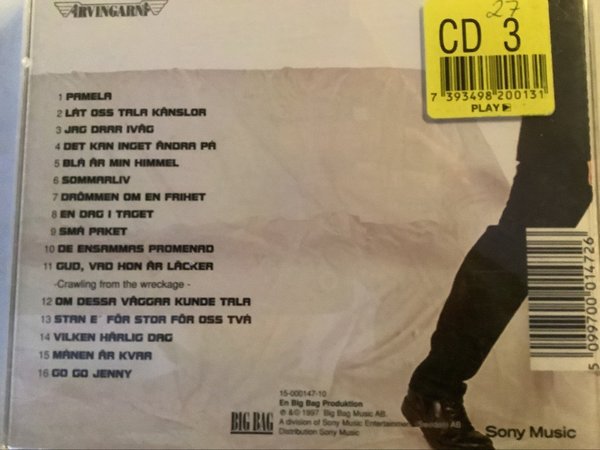 ARVINGARNA
27
CD 3
7 393498 200131
PLAY
1 PAMELA
2 LÅT OSS TALA KÄNSLOR
3 JAG DRAR IVÄG
4 DET KAN INGET ÄNDRA PÅ
5 BLÅ ÄR MIN HIMMEL
6 SOMMARLIV
7 DRÖMMEN OM EN FRIHET
8 EN DAG I TAGET
9 SMÅ PAKET
10 DE ENSAMMAS PROMENAD
11 GUD, VAD HON ÄR LÄCKER
-Crawling from the wreckage -
12 OM DESSA VÄGGAR KUNDE TALA
13 STAN E´ FÖR STOR FÖR OSS TVÅ
14 VILKEN HÄRLIG DAG
15 MÅNEN ÄR KVAR
16 GO GO JENNY
5 099700 014726
15-000147-10
En Big Bag Produktion
℗ & © 1997 Big Bag Music AB.
A division of Sony Music Entertainment Sweden AB
Distribution Sony Music
BIG BAG
Sony Music